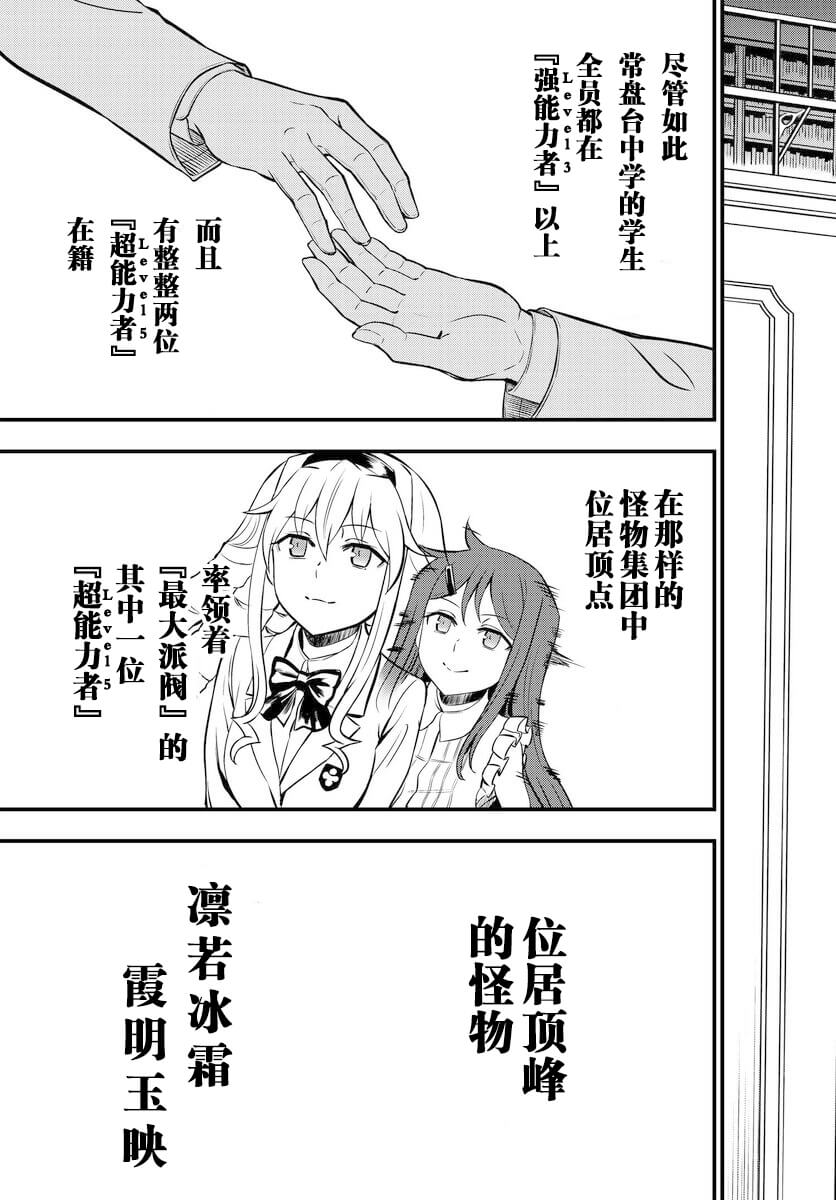 尽管如此
常盘台中学的学生
全员都在
『强能力者』以上
Level3
而且
有整整两位
『超能力者』
Level5
在籍
在那样的
怪物集团中
位居顶点
率领着
『最大派阀』的
其中一位
『超能力者』
Level5
位居顶峰
的怪物
凛若冰霜
霞明玉映